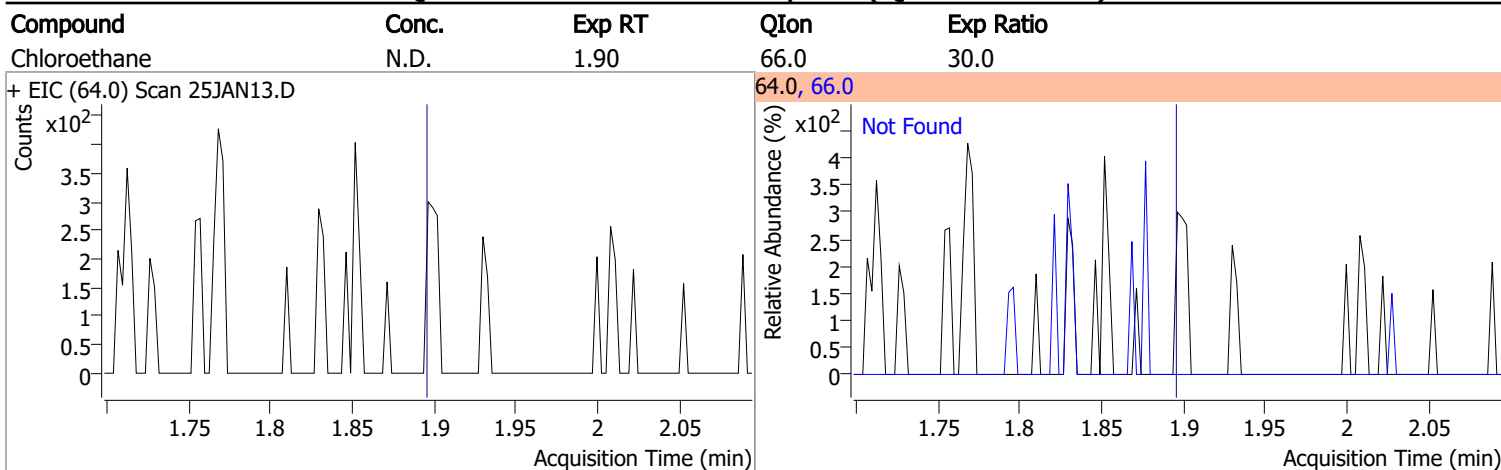 Compound Conc. Exp RT QIon Exp Ratio
Chloroethane N.D. 1.90 66.0 30.0
+ EIC (64.0) Scan 25JAN13.D
Counts
x10²
3.5
3
2.5
2
1.5
1
0.5
0
1.75 1.8 1.85 1.9 1.95 2 2.05
Acquisition Time (min)
64.0, 66.0
Relative Abundance (%)
x10²
Not Found
4
3.5
3
2.5
2
1.5
1
0.5
0
1.75 1.8 1.85 1.9 1.95 2 2.05
Acquisition Time (min)